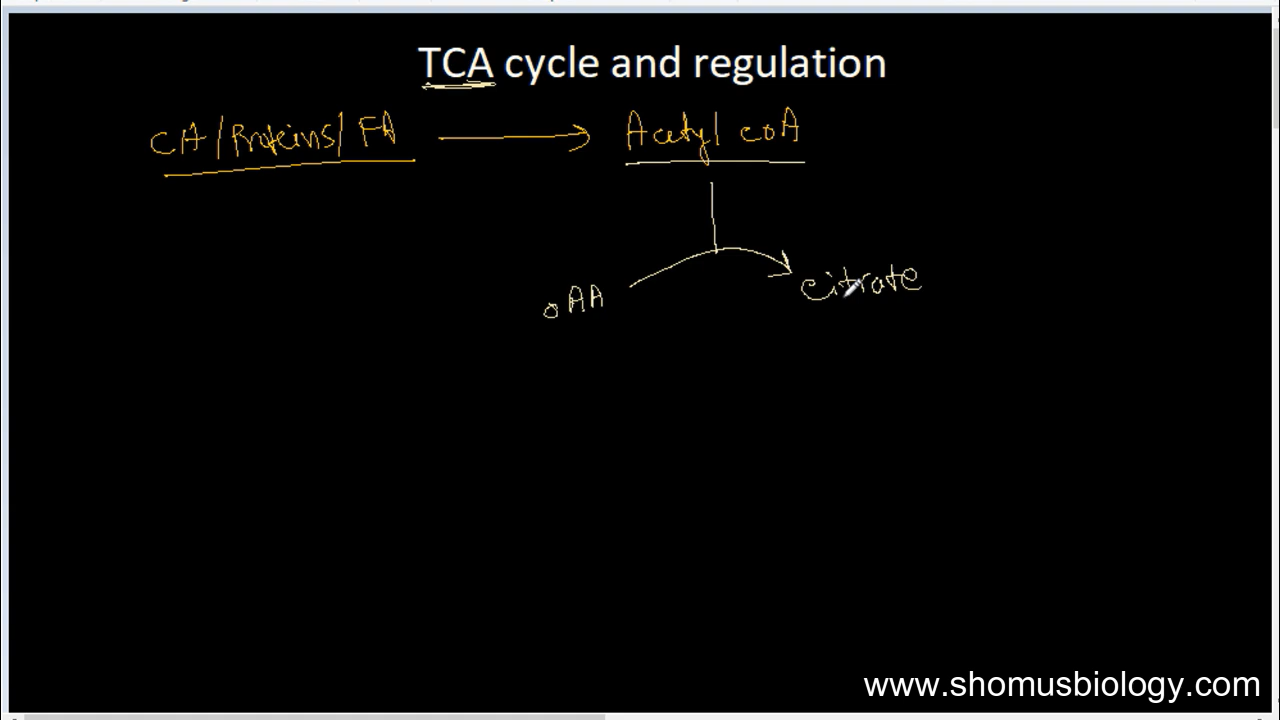 TCA cycle and regulation
CA/Proteins/FA → Acetyl coA
OAA citrate
www.shomusbiology.com